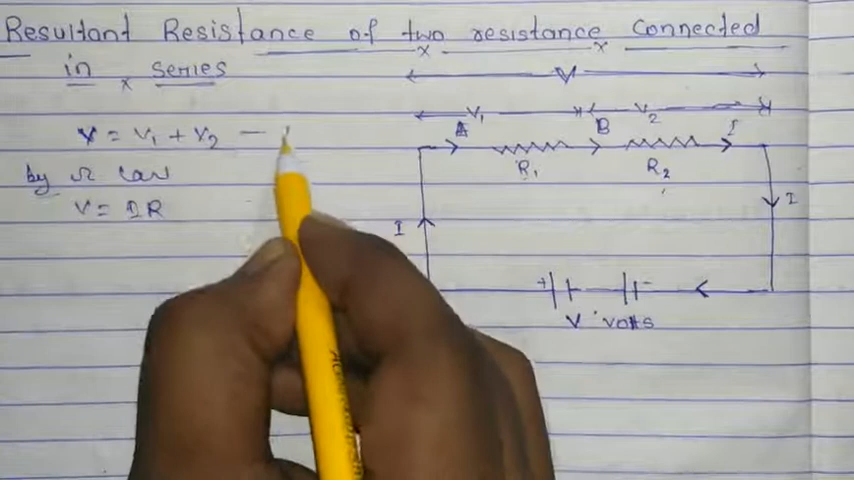 Resultant Resistance of two resistance Connected
in series
V
V1 V2
A B I
V = V1 + V2 —
R1 R2
by Ω Law
V = IR
I I
+ -
V volts